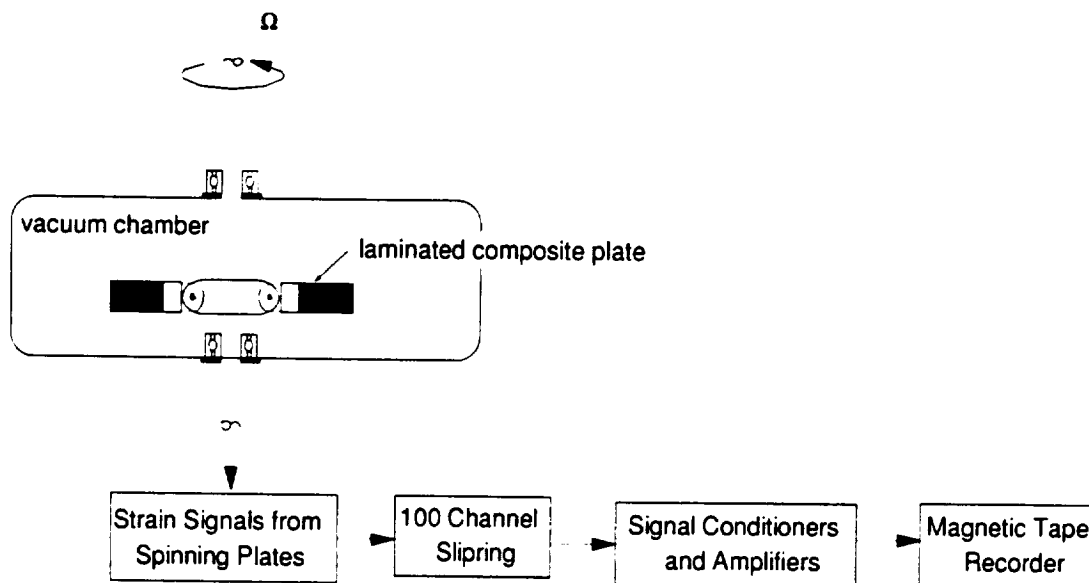 Ω
vacuum chamber
laminated composite plate
Strain Signals from
Spinning Plates
100 Channel
Slipring
Signal Conditioners
and Amplifiers
Magnetic Tape
Recorder